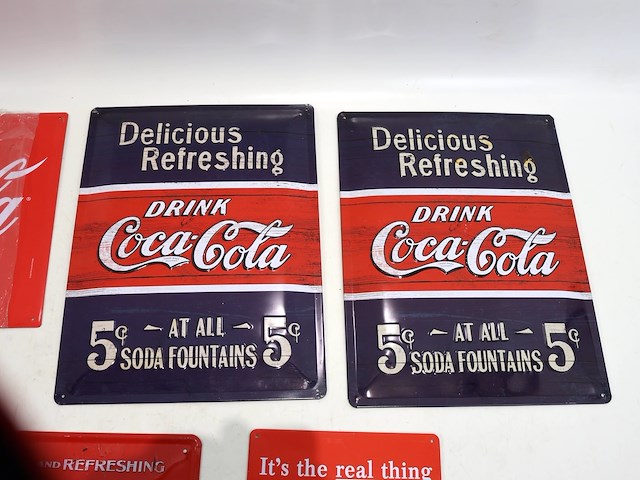 Delicious
Refreshing
DRINK
Coca-Cola
5¢ AT ALL 5¢
SODA FOUNTAINS
Delicious
Refreshing
DRINK
Coca-Cola
5¢ AT ALL 5¢
SODA FOUNTAINS
AND REFRESHING
It's the real thing